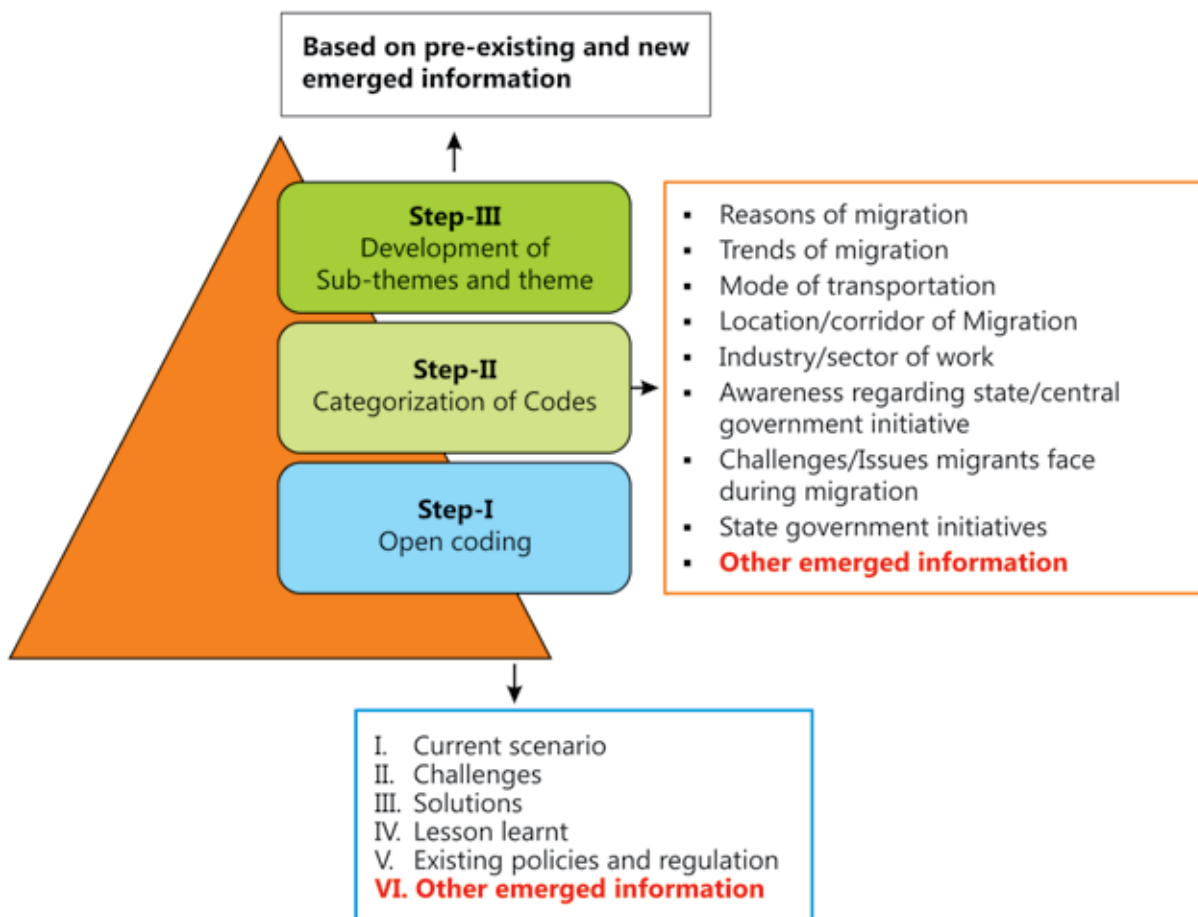 Based on pre-existing and new
emerged information
Step-III
Development of
Sub-themes and theme
Step-II
Categorization of Codes
Step-I
Open coding
▪ Reasons of migration
▪ Trends of migration
▪ Mode of transportation
▪ Location/corridor of Migration
▪ Industry/sector of work
▪ Awareness regarding state/central
government initiative
▪ Challenges/Issues migrants face
during migration
▪ State government initiatives
▪ Other emerged information
I. Current scenario
II. Challenges
III. Solutions
IV. Lesson learnt
V. Existing policies and regulation
VI. Other emerged information